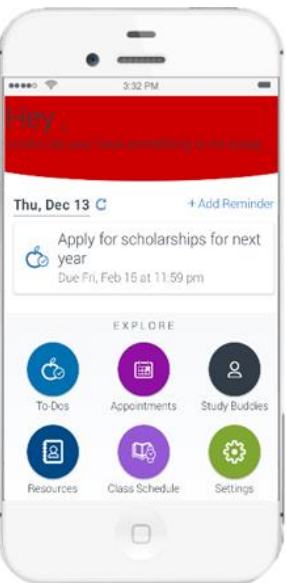 3:32 PM
Hey ,
Thu, Dec 13
+ Add Reminder
Apply for scholarships for next
year
Due Fri, Feb 15 at 11:59 pm
EXPLORE
To-Dos
Appointments
Study Buddies
Resources
Class Schedule
Settings